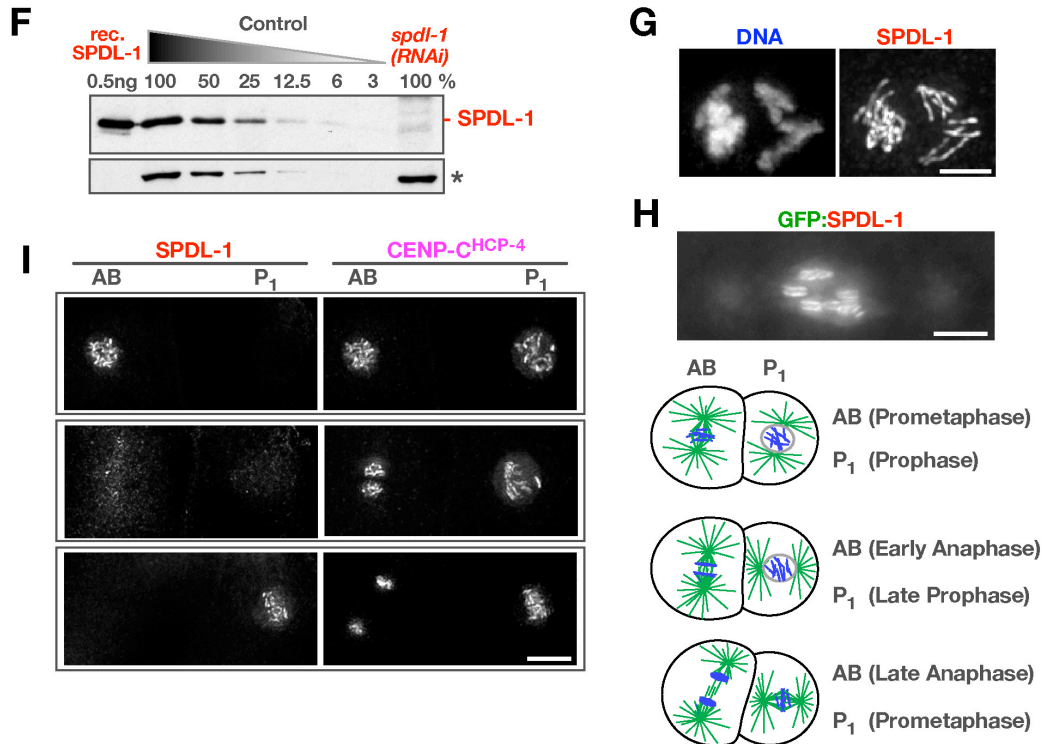 F
Control
rec.
SPDL-1
spdl-1
(RNAi)
0.5ng 100 50 25 12.5 6 3 100 %
- SPDL-1
*
G
DNA SPDL-1
H
GFP:SPDL-1
I
SPDL-1 CENP-C^HCP-4
AB P₁ AB P₁
AB P₁
AB (Prometaphase)
P₁ (Prophase)
AB (Early Anaphase)
P₁ (Late Prophase)
AB (Late Anaphase)
P₁ (Prometaphase)